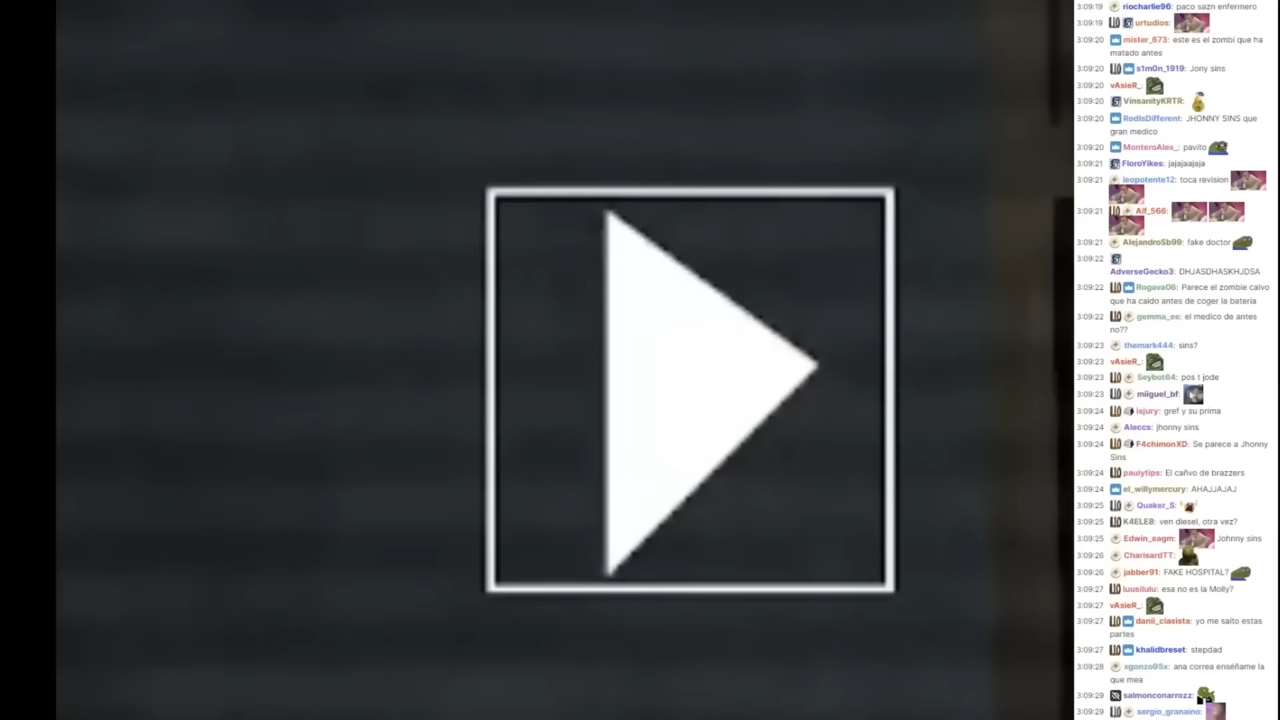 3:09:19 riocharlie96: paco sazn enfermero
3:09:19 urtudios:
3:09:20 mister_673: este es el zombi que ha
matado antes
3:09:20 s1m0n_1919: Jony sins
vAsieR_:
3:09:20 VinsanityKRTR:
3:09:20 RodIsDifferent: JHONNY SINS que
gran medico
3:09:20 MonteroAlex_: pavito
3:09:21 FloroYikes: jajajaajaja
3:09:21 leopotente12: toca revision
3:09:21 Alf_566:
3:09:21 AlejandroSb99: fake doctor
3:09:22
AdverseGecko3: DHJASDHASKHJDSA
3:09:22 Rogava06: Parece el zombie calvo
que ha caido antes de coger la bateria
3:09:22 gemma_es: el medico de antes
no??
3:09:23 themark444: sins?
3:09:23 vAsieR_:
3:09:23 Seybot64: pos t jode
3:09:23 miiguel_bf:
3:09:24 isjury: gref y su prima
3:09:24 Aleccs: jhonny sins
3:09:24 F4chimonXD: Se parece a Jhonny
Sins
3:09:24 paulytips: El cañvo de brazzers
3:09:24 el_willymercury: AHAJJAJAJ
3:09:25 Quaker_S:
3:09:25 K4ELE8: ven diesel, otra vez?
3:09:25 Edwin_eagm: Johnny sins
3:09:26 CharisardTT:
3:09:26 jabber91: FAKE HOSPITAL?
3:09:27 luusilulu: esa no es la Molly?
3:09:27 vAsieR_:
3:09:27 danii_clasista: yo me salto estas
partes
3:09:27 khalidbreset: stepdad
3:09:28 xgonzo95x: ana correa enséñame la
que mea
3:09:29 salmonconarrozz:
3:09:29 sergio_granaino: